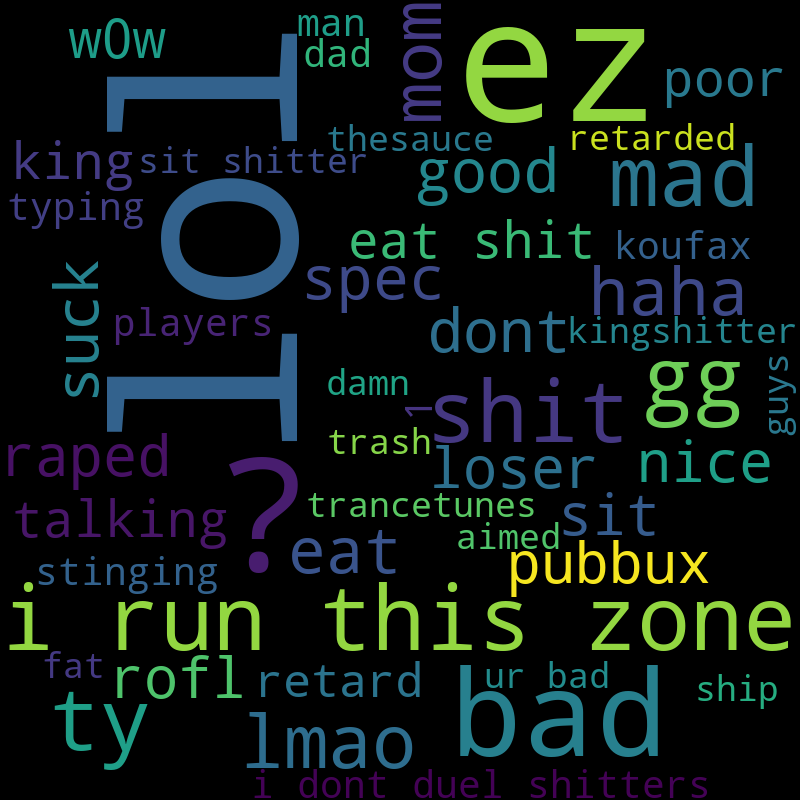 w0w
lol
man
dad
mom
ez
poor
king
sit shitter
thesauce
retarded
good
mad
typing
eat shit
koufax
suck
spec
haha
players
dont
kingshitter
damn
1
shit
gg
guys
raped
?
trash
loser
nice
talking
trancetunes
sit
aimed
stinging
eat
pubbux
i run this zone
fat
rofl
retard
ur bad
ship
ty
lmao
bad
i dont duel shitters